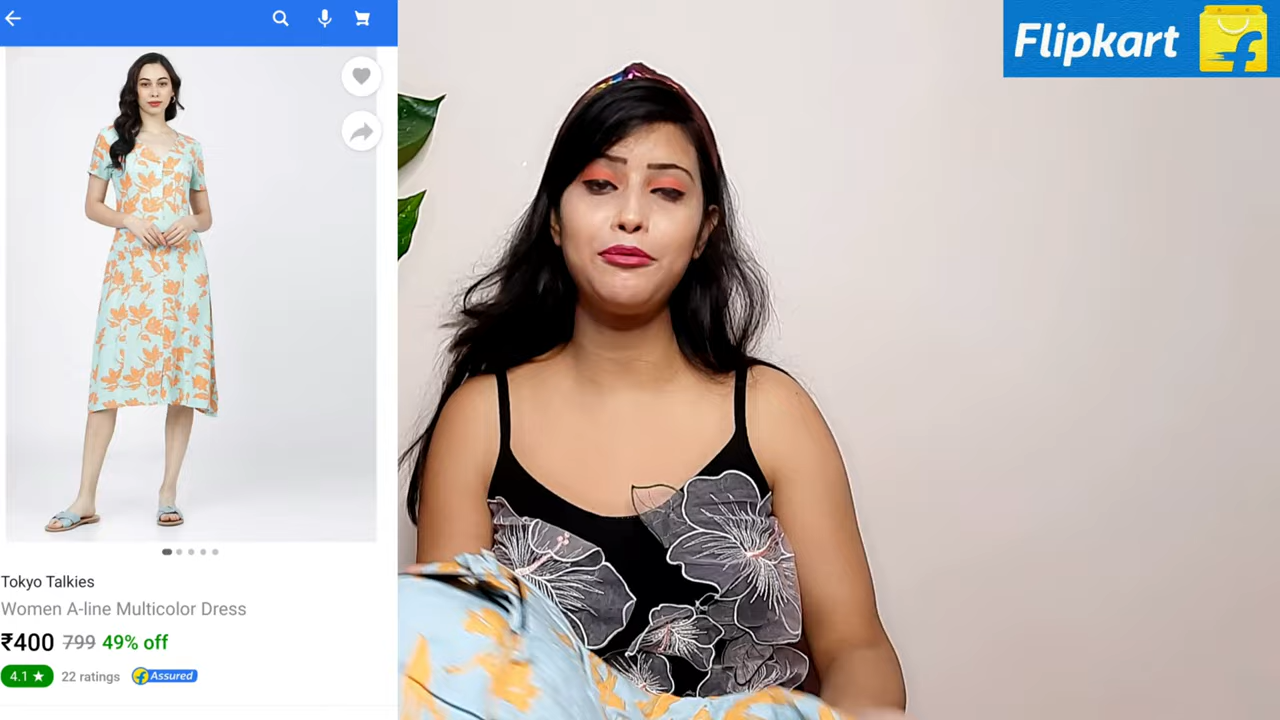 Flipkart
Tokyo Talkies
Women A-line Multicolor Dress
₹400 799 49% off
4.1 ★ 22 ratings Assured